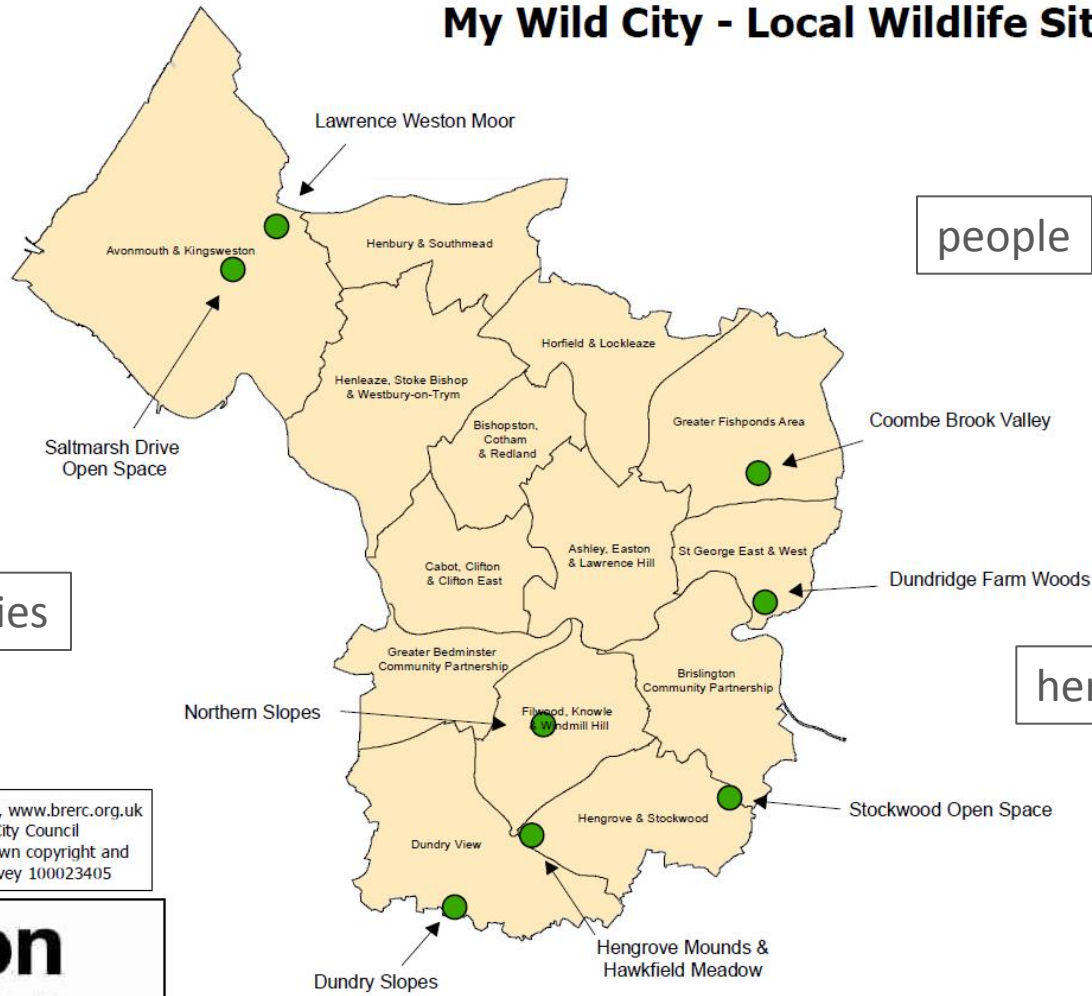 My Wild City - Local Wildlife Sit
Lawrence Weston Moor
people
Henbury & Southmead
Avonmouth & Kingsweston
Horfield & Lockleaze
Henleaze, Stoke Bishop
& Westbury-on-Trym
Greater Fishponds Area
Coombe Brook Valley
Bishopston,
Cotham
& Redland
Saltmarsh Drive
Open Space
Ashley, Easton
& Lawrence Hill
St George East & West
Cabot, Clifton
& Clifton East
Dundridge Farm Woods
ies
Greater Bedminster
Community Partnership
Brislington
Community Partnership
her
Northern Slopes
Filwood, Knowle
& Windmill Hill
Stockwood Open Space
Hengrove & Stockwood
, www.brerc.org.uk
City Council
wn copyright and
vey 100023405
Dundry View
on
Hengrove Mounds &
Hawkfield Meadow
Dundry Slopes